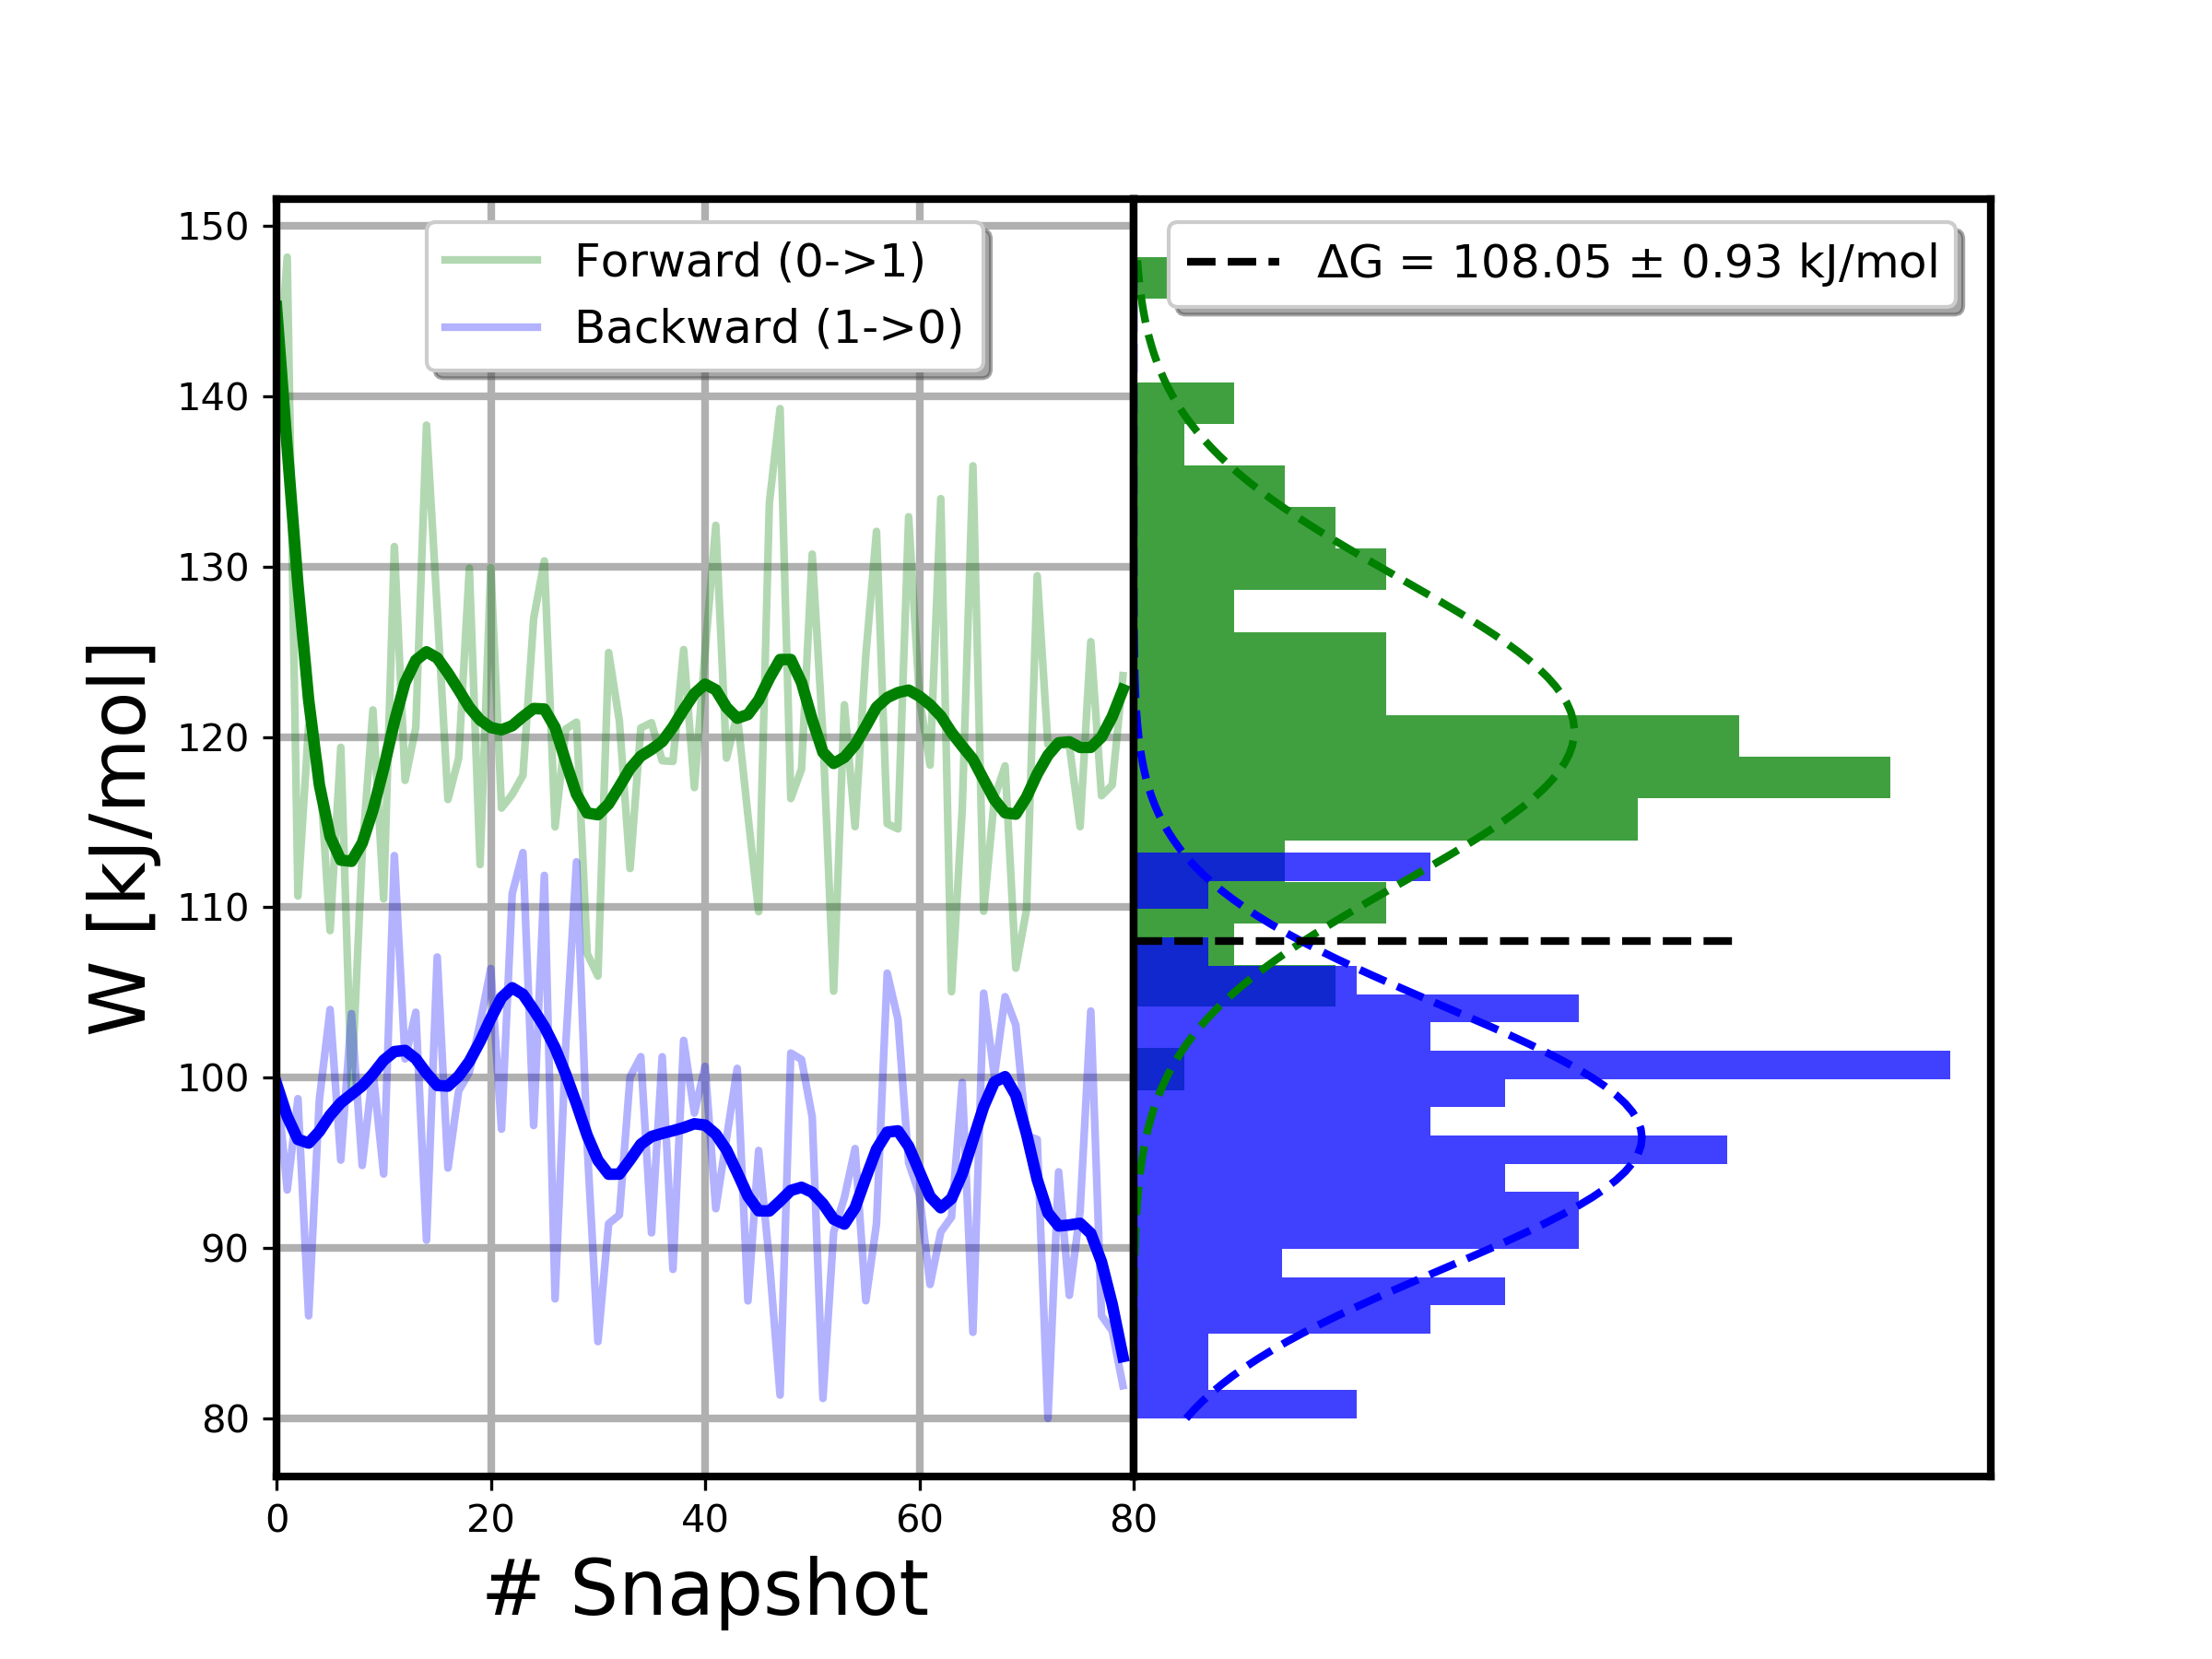 Forward (0->1)
Backward (1->0)
ΔG = 108.05 ± 0.93 kJ/mol
W [kJ/mol]
150
140
130
120
110
100
90
80
0 20 40 60 80
# Snapshot